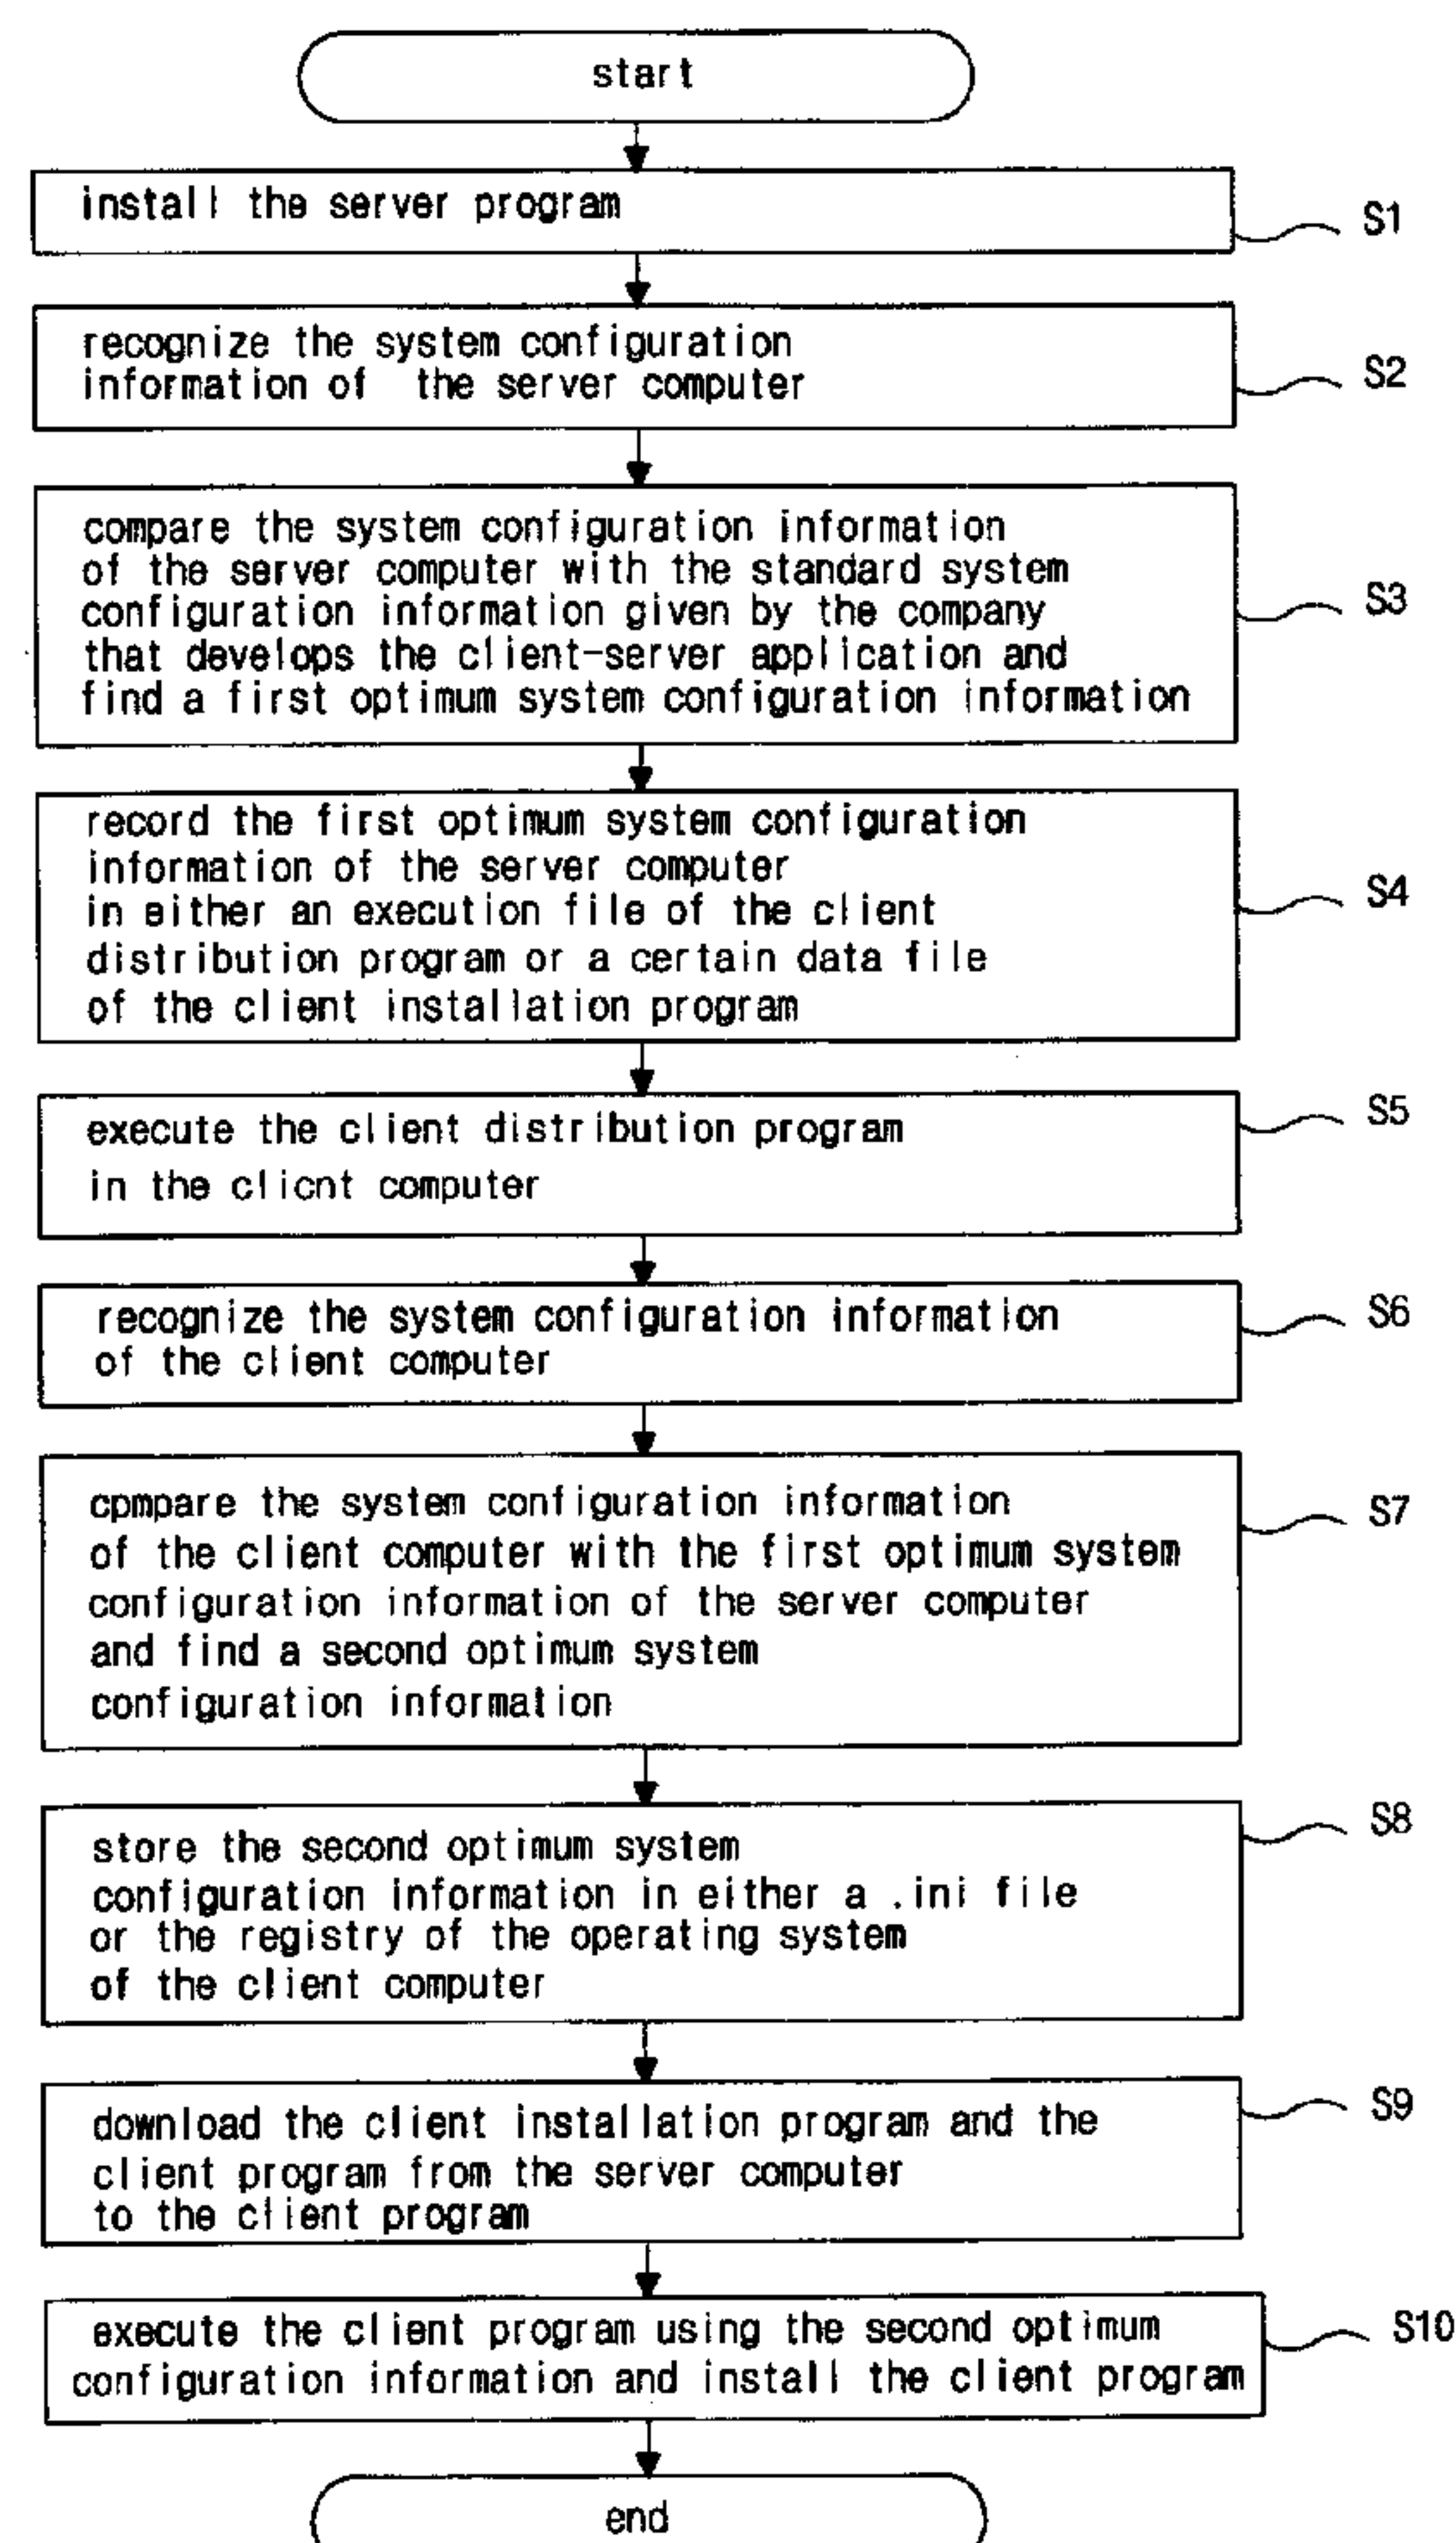 start
install the server program
S1
recognize the system configuration
information of the server computer
S2
compare the system configuration information
of the server computer with the standard system
configuration information given by the company
that develops the client-server application and
find a first optimum system configuration information
S3
record the first optimum system configuration
information of the server computer
in either an execution file of the client
distribution program or a certain data file
of the client installation program
S4
execute the client distribution program
in the client computer
S5
recognize the system configuration information
of the client computer
S6
cpmpare the system configuration information
of the client computer with the first optimum system
configuration information of the server computer
and find a second optimum system
configuration information
S7
store the second optimum system
configuration information in either a .ini file
or the registry of the operating system
of the client computer
S8
download the client installation program and the
client program from the server computer
to the client program
S9
execute the client program using the second optimum
configuration information and install the client program
S10
end